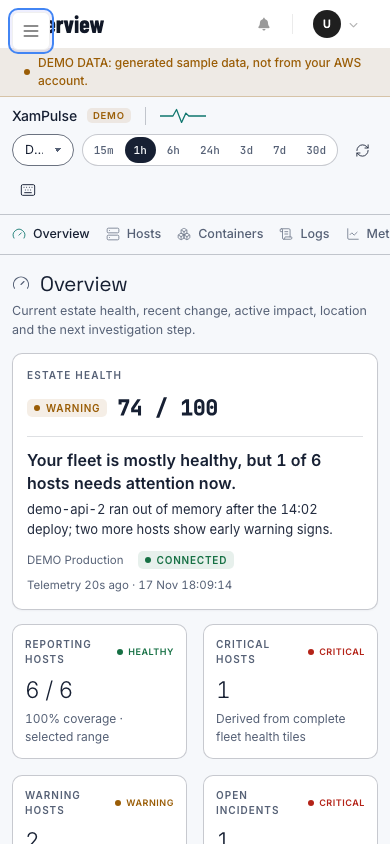 erview
U
DEMO DATA: generated sample data, not from your AWS
account.
XamPulse DEMO
D...
15m 1h 6h 24h 3d 7d 30d
Overview Hosts Containers Logs Met
Overview
Current estate health, recent change, active impact, location
and the next investigation step.
ESTATE HEALTH
WARNING 74 / 100
Your fleet is mostly healthy, but 1 of 6
hosts needs attention now.
demo-api-2 ran out of memory after the 14:02
deploy; two more hosts show early warning signs.
DEMO Production CONNECTED
Telemetry 20s ago · 17 Nov 18:09:14
REPORTING
HOSTS
HEALTHY
6 / 6
100% coverage ·
selected range
CRITICAL
HOSTS
CRITICAL
1
Derived from complete
fleet health tiles
WARNING
HOSTS
WARNING
2
OPEN
INCIDENTS
CRITICAL
1